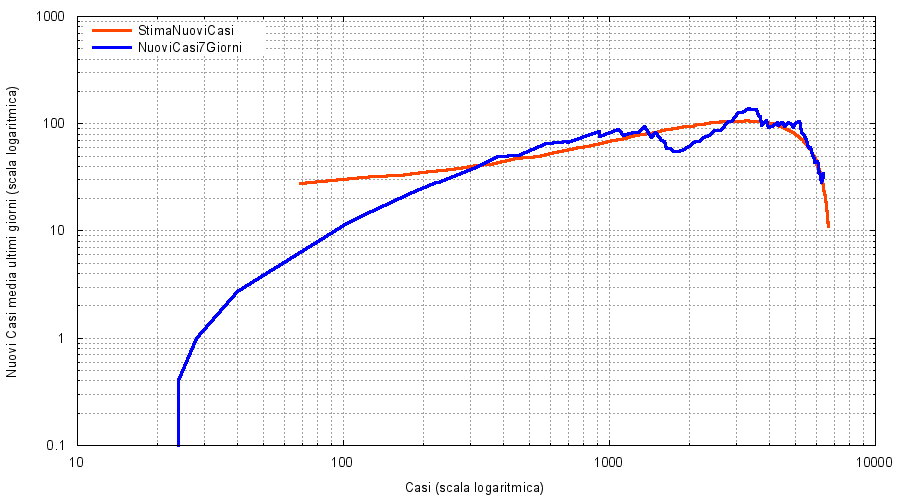 1000
StimaNuoviCasi
NuoviCasi7Giorni
100
10
1
0.1
Nuovi Casi media ultimi giorni (scala logaritmica)
10
100
1000
10000
Casi (scala logaritmica)